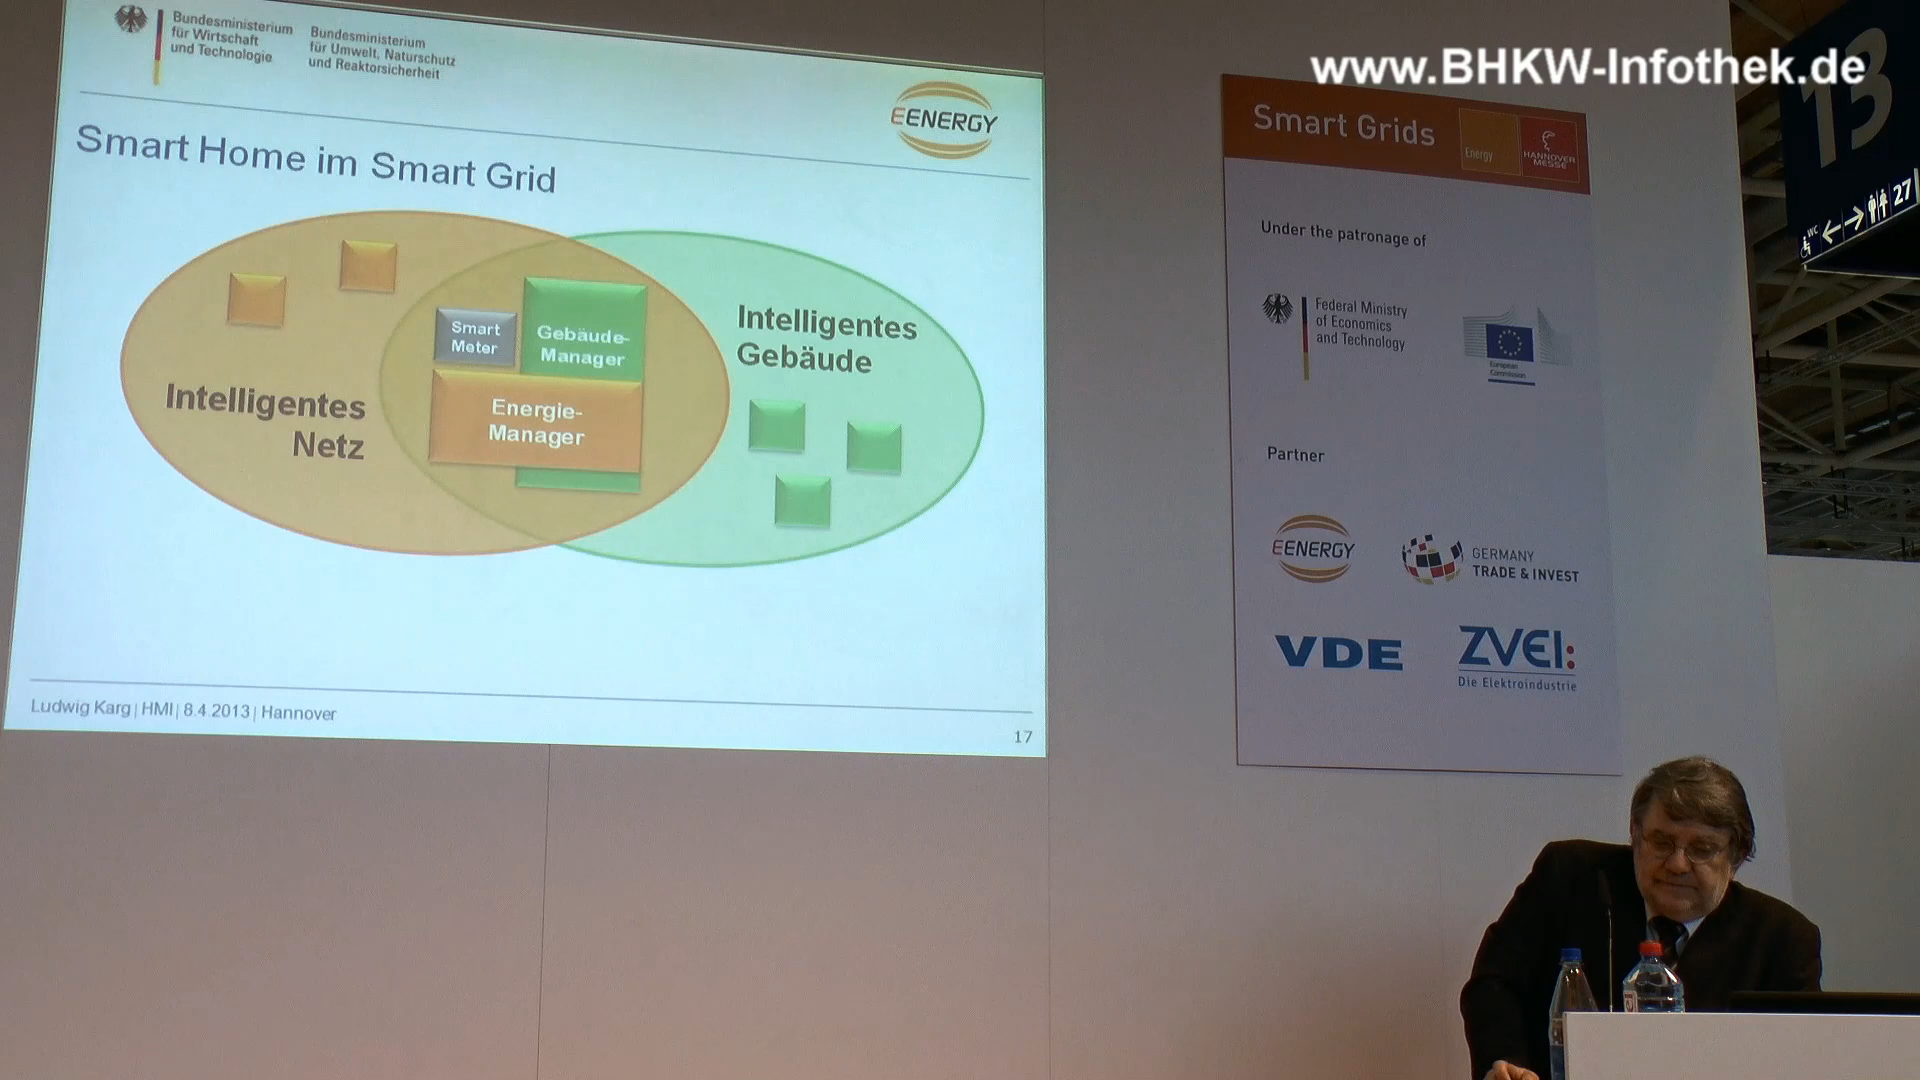 Bundesministerium
für Wirtschaft
und Technologie
Bundesministerium
für Umwelt, Naturschutz
und Reaktorsicherheit
EENERGY
Smart Home im Smart Grid
Smart
Meter
Gebäude-
Manager
Energie-
Manager
Intelligentes
Netz
Intelligentes
Gebäude
Ludwig Karg | HMI | 8.4.2013 | Hannover
17
www.BHKW-Infothek.de
Smart Grids
Energy
HANNOVER
MESSE
Under the patronage of
Federal Ministry
of Economics
and Technology
European
Commission
Partner
EENERGY
GERMANY
TRADE & INVEST
VDE
ZVEI:
Die Elektroindustrie
13
WC
27